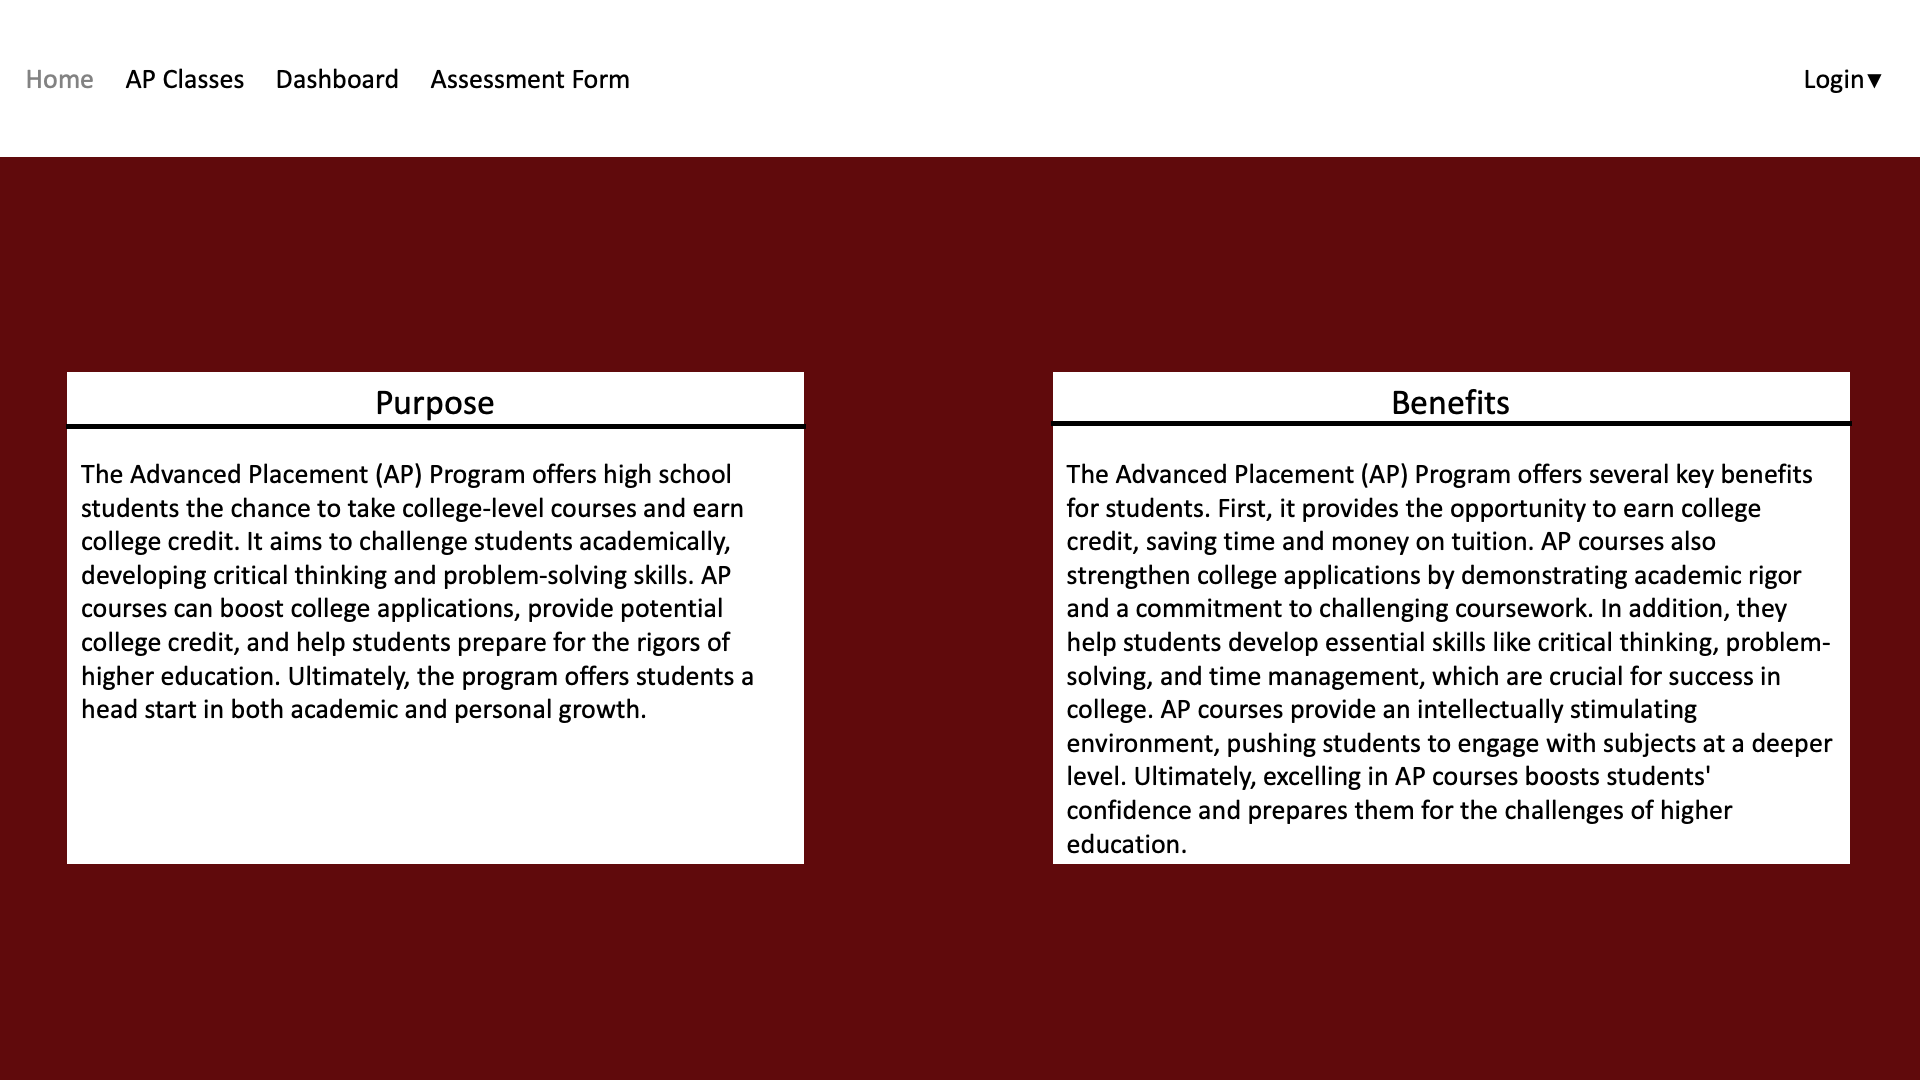 Home AP Classes Dashboard Assessment Form Login▼
Purpose
The Advanced Placement (AP) Program offers high school
students the chance to take college-level courses and earn
college credit. It aims to challenge students academically,
developing critical thinking and problem-solving skills. AP
courses can boost college applications, provide potential
college credit, and help students prepare for the rigors of
higher education. Ultimately, the program offers students a
head start in both academic and personal growth.
Benefits
The Advanced Placement (AP) Program offers several key benefits
for students. First, it provides the opportunity to earn college
credit, saving time and money on tuition. AP courses also
strengthen college applications by demonstrating academic rigor
and a commitment to challenging coursework. In addition, they
help students develop essential skills like critical thinking, problem-
solving, and time management, which are crucial for success in
college. AP courses provide an intellectually stimulating
environment, pushing students to engage with subjects at a deeper
level. Ultimately, excelling in AP courses boosts students'
confidence and prepares them for the challenges of higher
education.